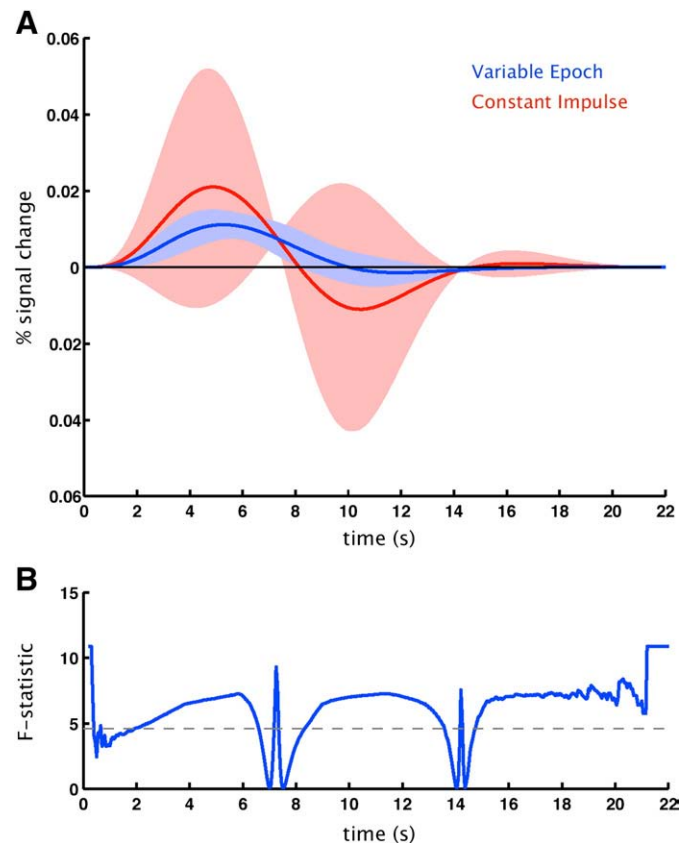 A
0.06
0.04
0.02
0
0.02
0.04
0.06
% signal change
Variable Epoch
Constant Impulse
0 2 4 6 8 10 12 14 16 18 20 22
time (s)
B
15
10
5
0
F-statistic
0 2 4 6 8 10 12 14 16 18 20 22
time (s)